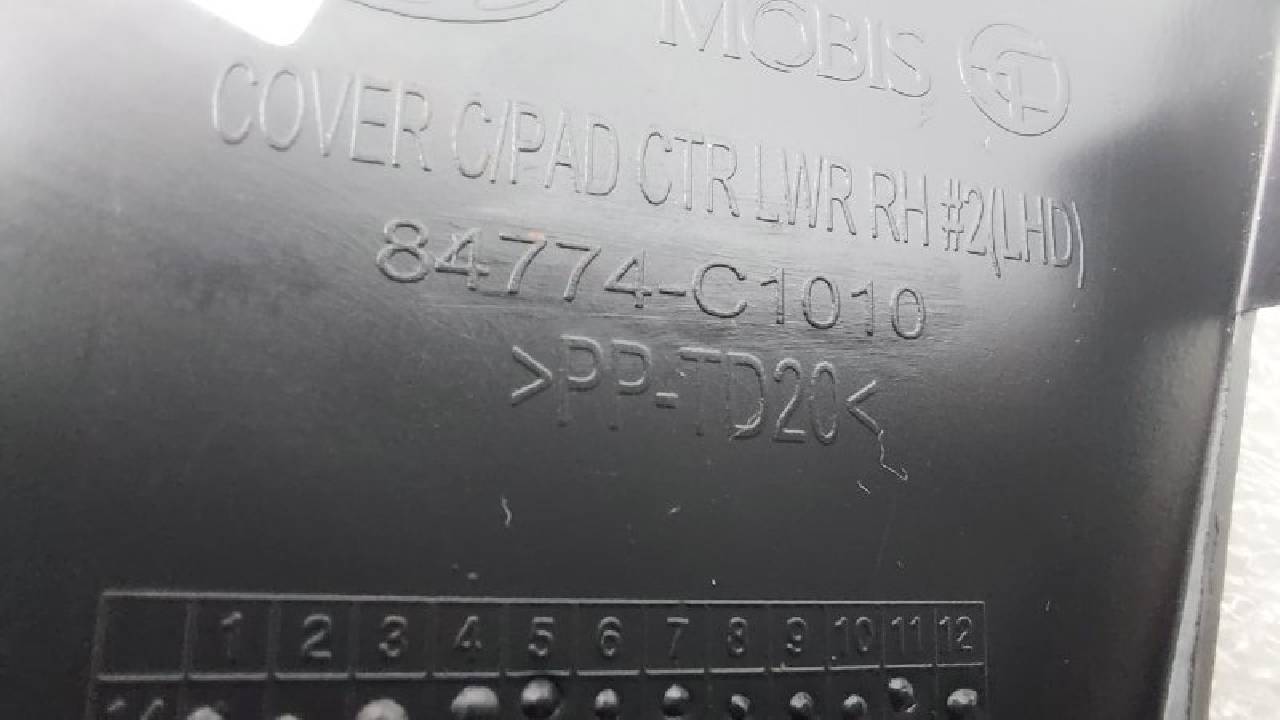 MOBIS
COVER C/PAD CTR LWR RH #2(LHD)
84774-C1010
>PP-TD20<
1 2 3 4 5 6 7 8 9 10 11 12
14